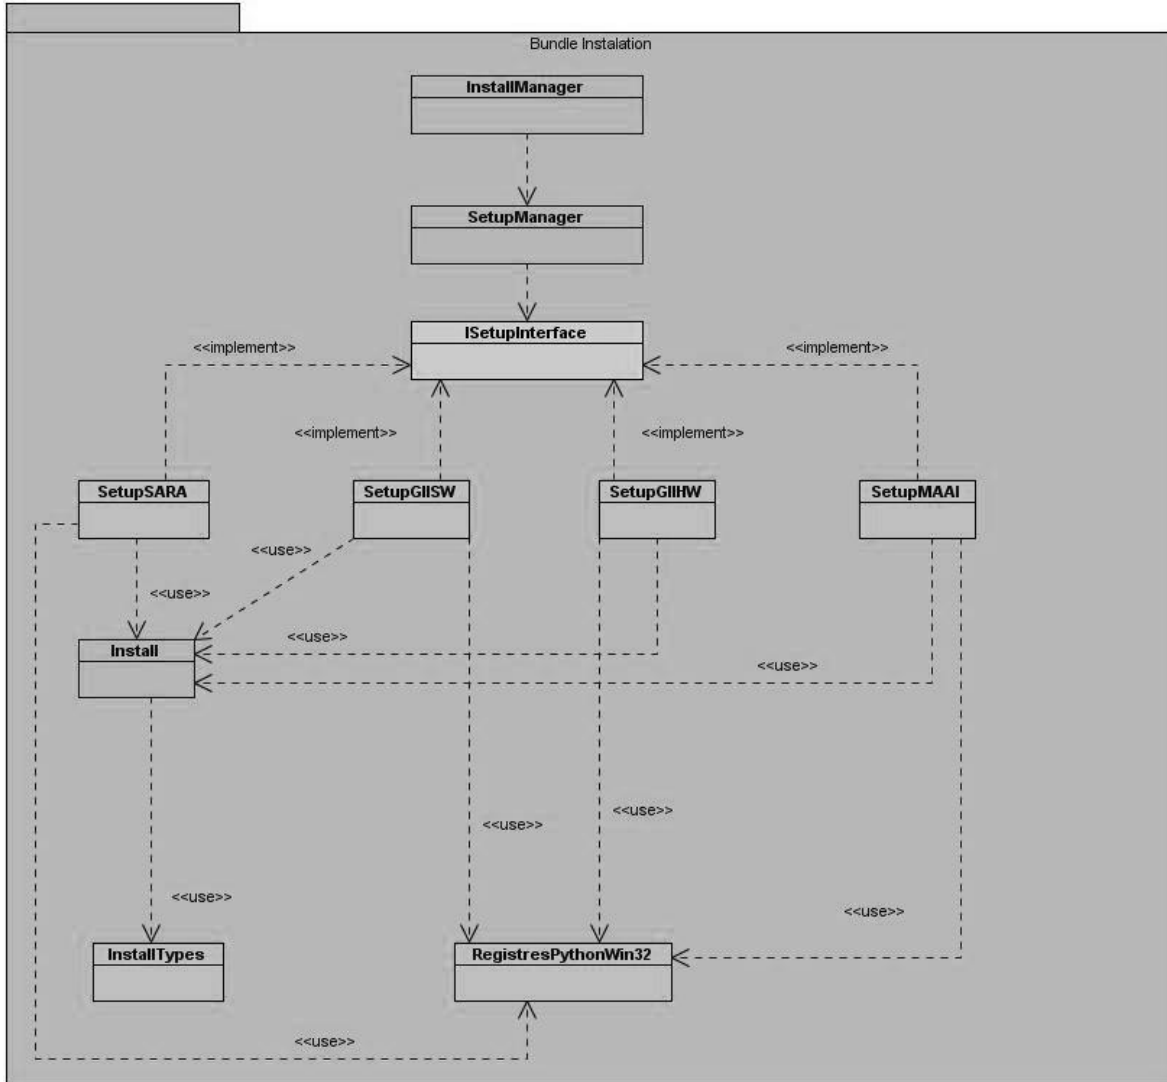 Bundle Instalation
InstallManager
SetupManager
ISetupInterface
<<implement>>
<<implement>>
<<implement>>
<<implement>>
SetupSARA
SetupGIISW
SetupGIIHW
SetupMAAI
<<use>>
<<use>>
<<use>>
Install
<<use>>
<<use>>
<<use>>
<<use>>
<<use>>
InstallTypes
RegistresPythonWin32
<<use>>